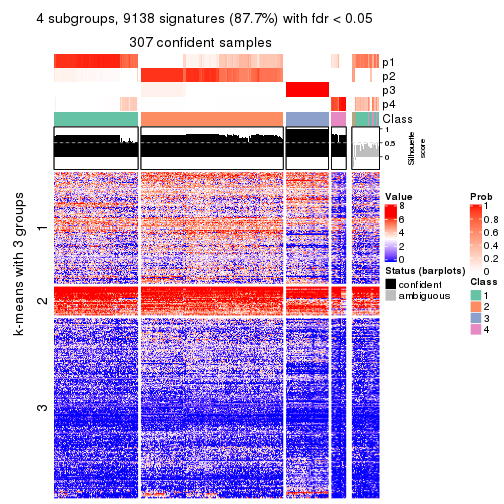 4 subgroups, 9138 signatures (87.7%) with fdr < 0.05
307 confident samples
p1
p2
p3
p4
Class
1
0.5
0
Silhouette
score
k-means with 3 groups
1
2
3
Value
8
6
4
2
0
Status (barplots)
confident
ambiguous
Prob
1
0.8
0.6
0.4
0.2
0
Class
1
2
3
4